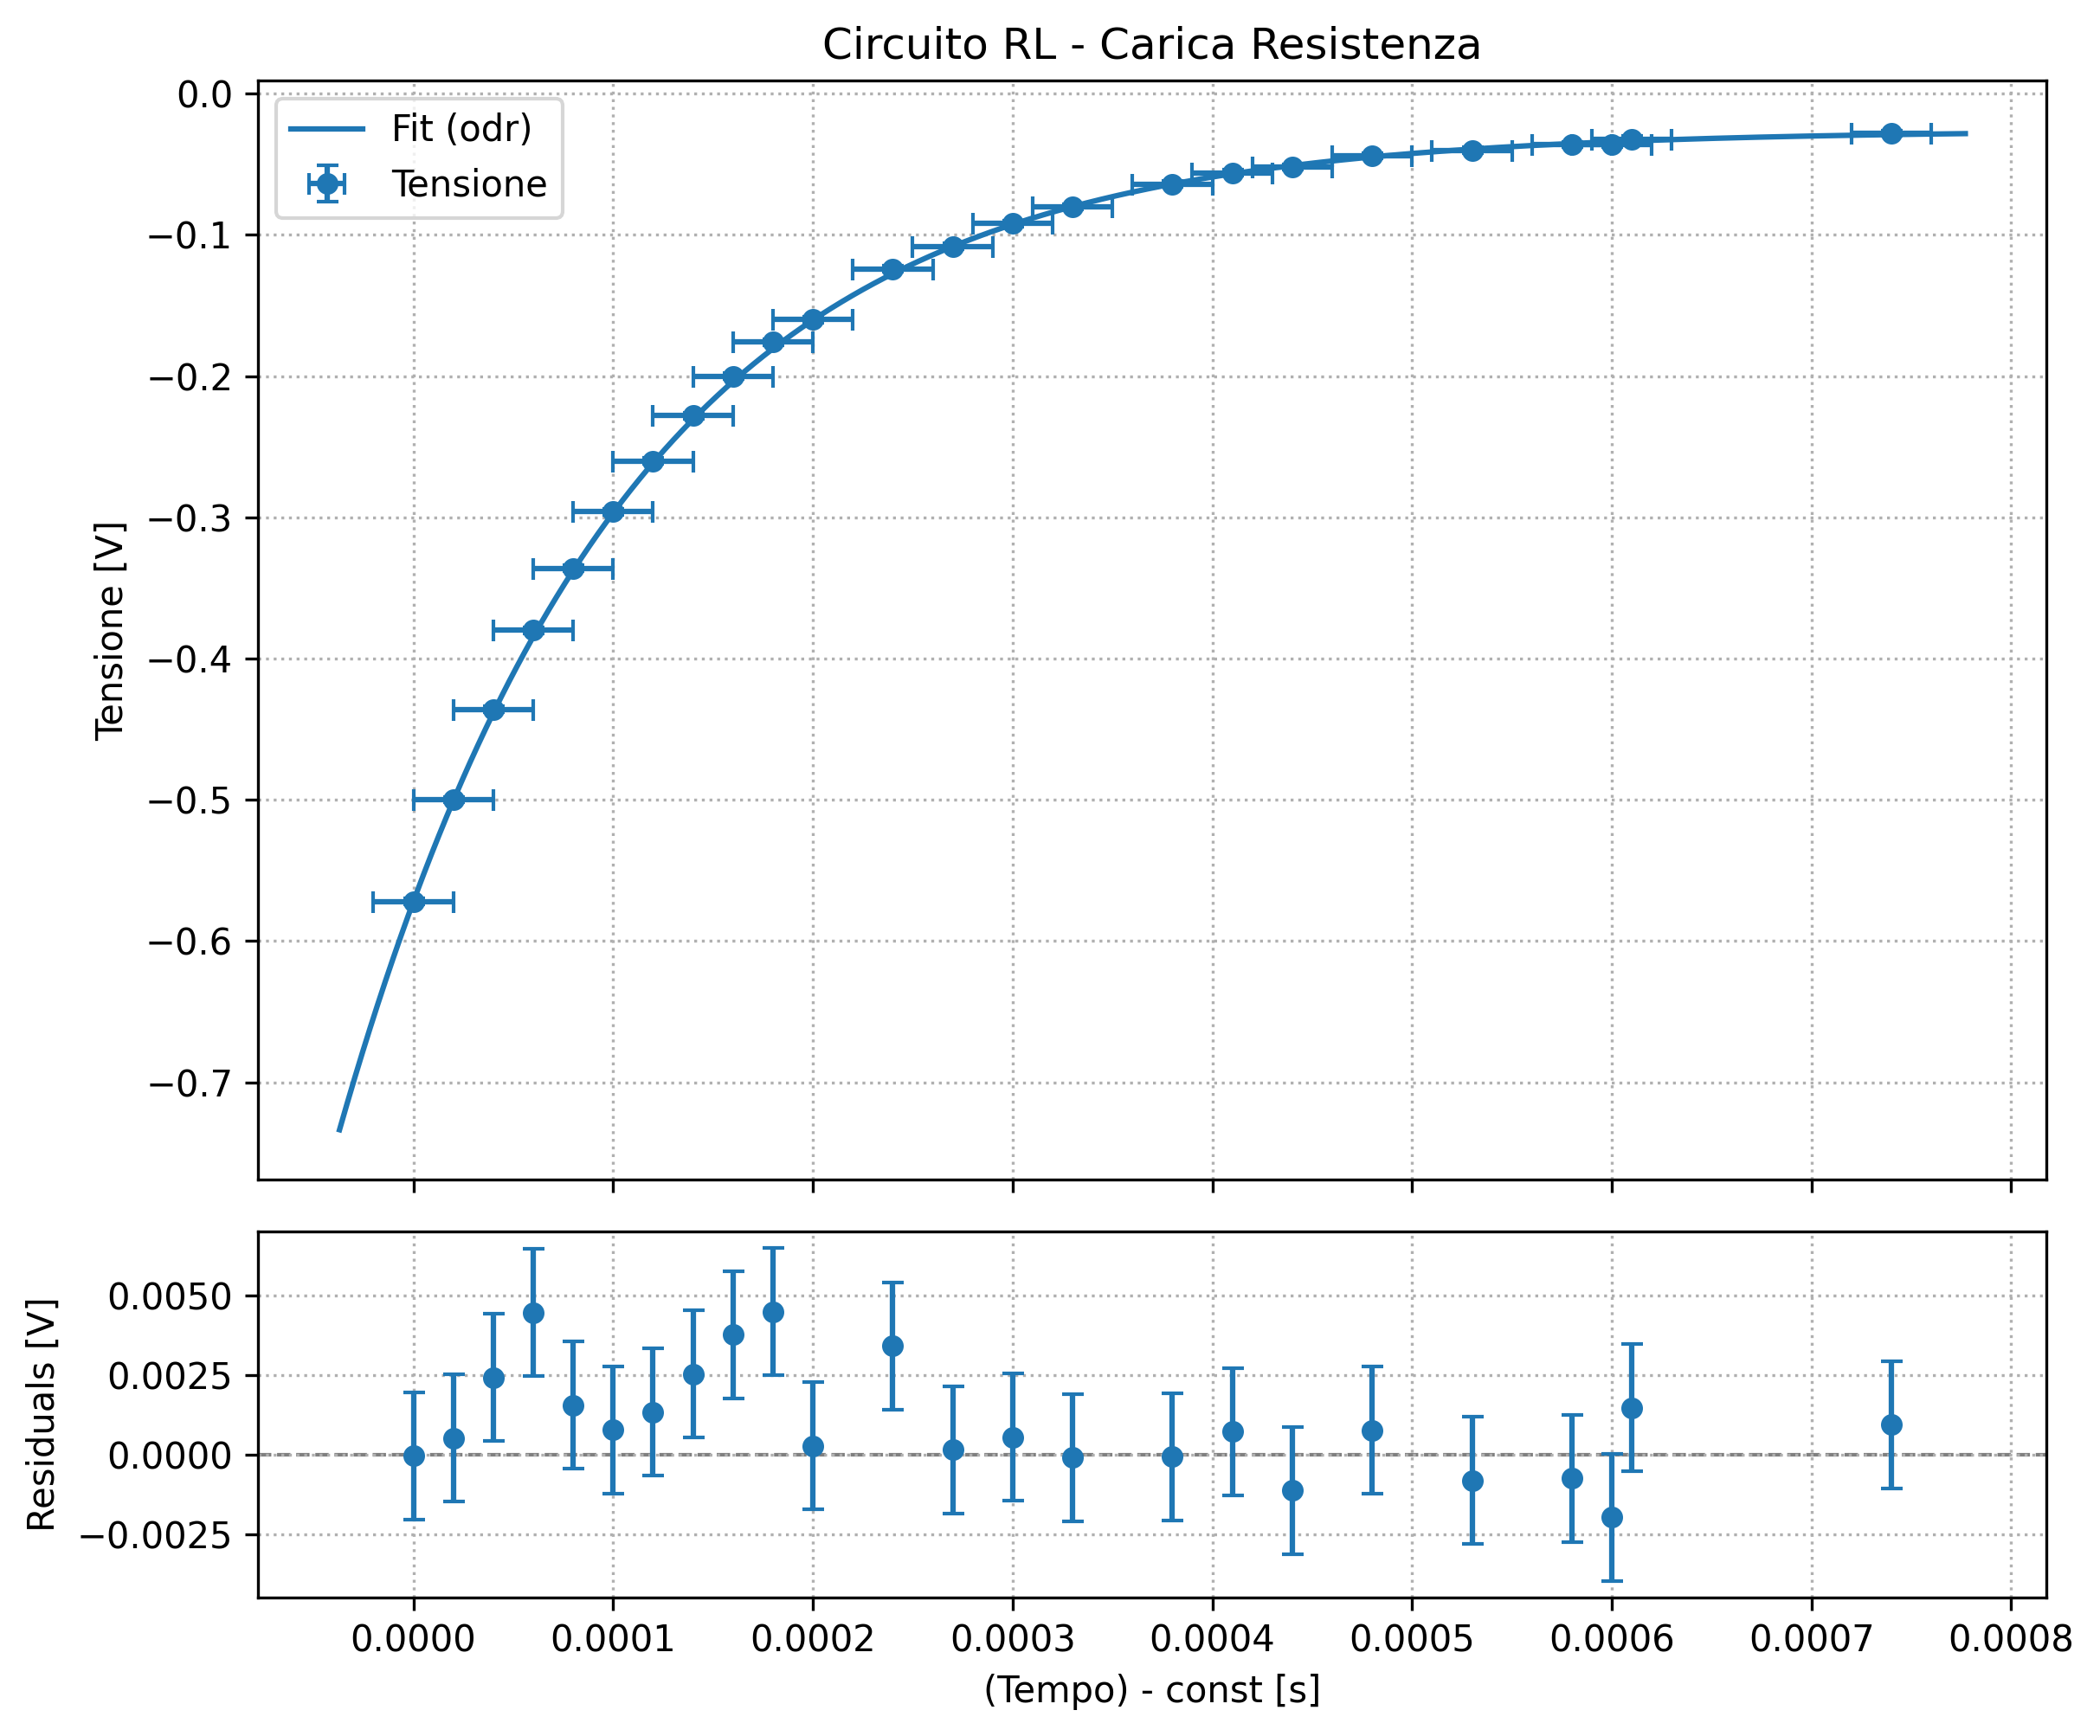 Circuito RL - Carica Resistenza
Fit (odr)
Tensione
Tensione [V]
0.0
−0.1
−0.2
−0.3
−0.4
−0.5
−0.6
−0.7
Residuals [V]
0.0050
0.0025
0.0000
−0.0025
0.0000 0.0001 0.0002 0.0003 0.0004 0.0005 0.0006 0.0007 0.0008
(Tempo) - const [s]